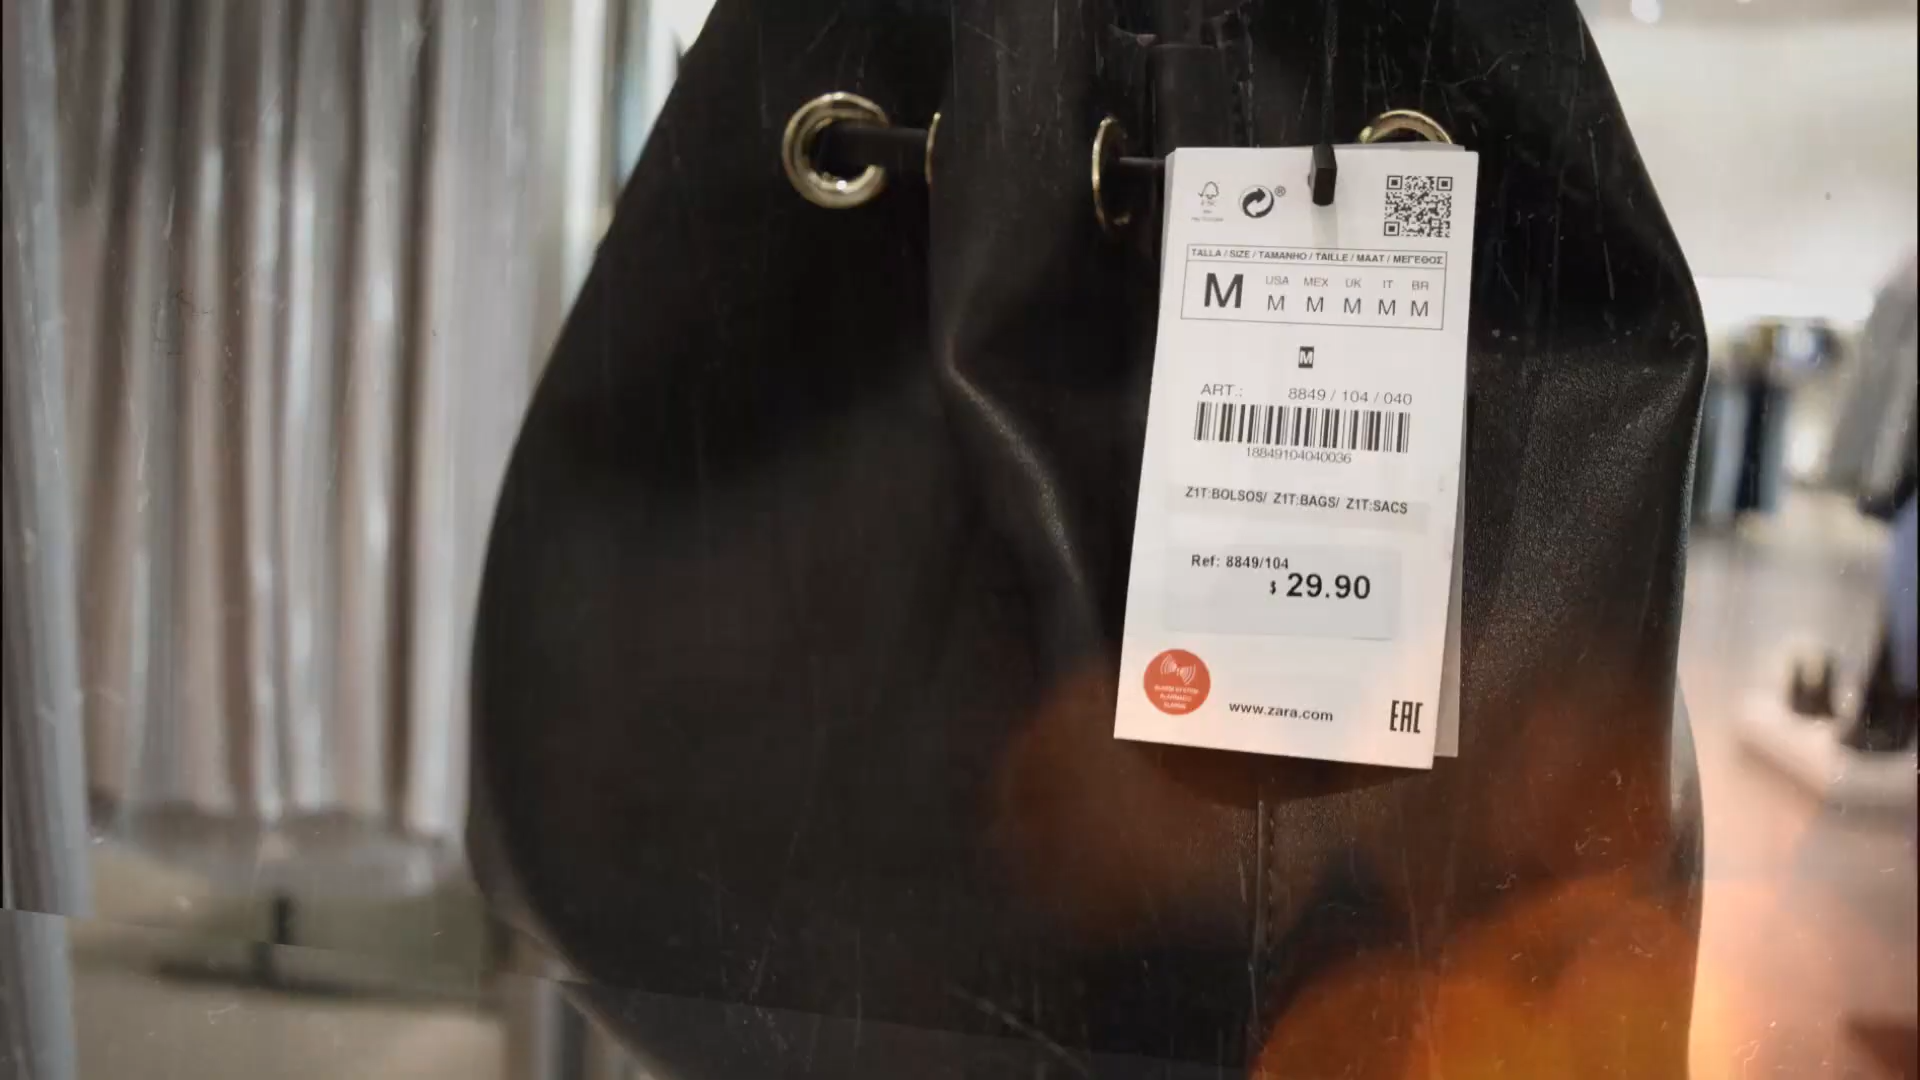 FSC
®
TALLA / SIZE / TAMANHO / TAILLE / MAAT / ΜΕΓΕΘΟΣ
M
USA MEX UK IT BR
M M M M M
M
ART.: 8849 / 104 / 040
18849104040036
Z1T:BOLSOS/ Z1T:BAGS/ Z1T:SACS
Ref: 8849/104
$ 29.90
www.zara.com
EAC